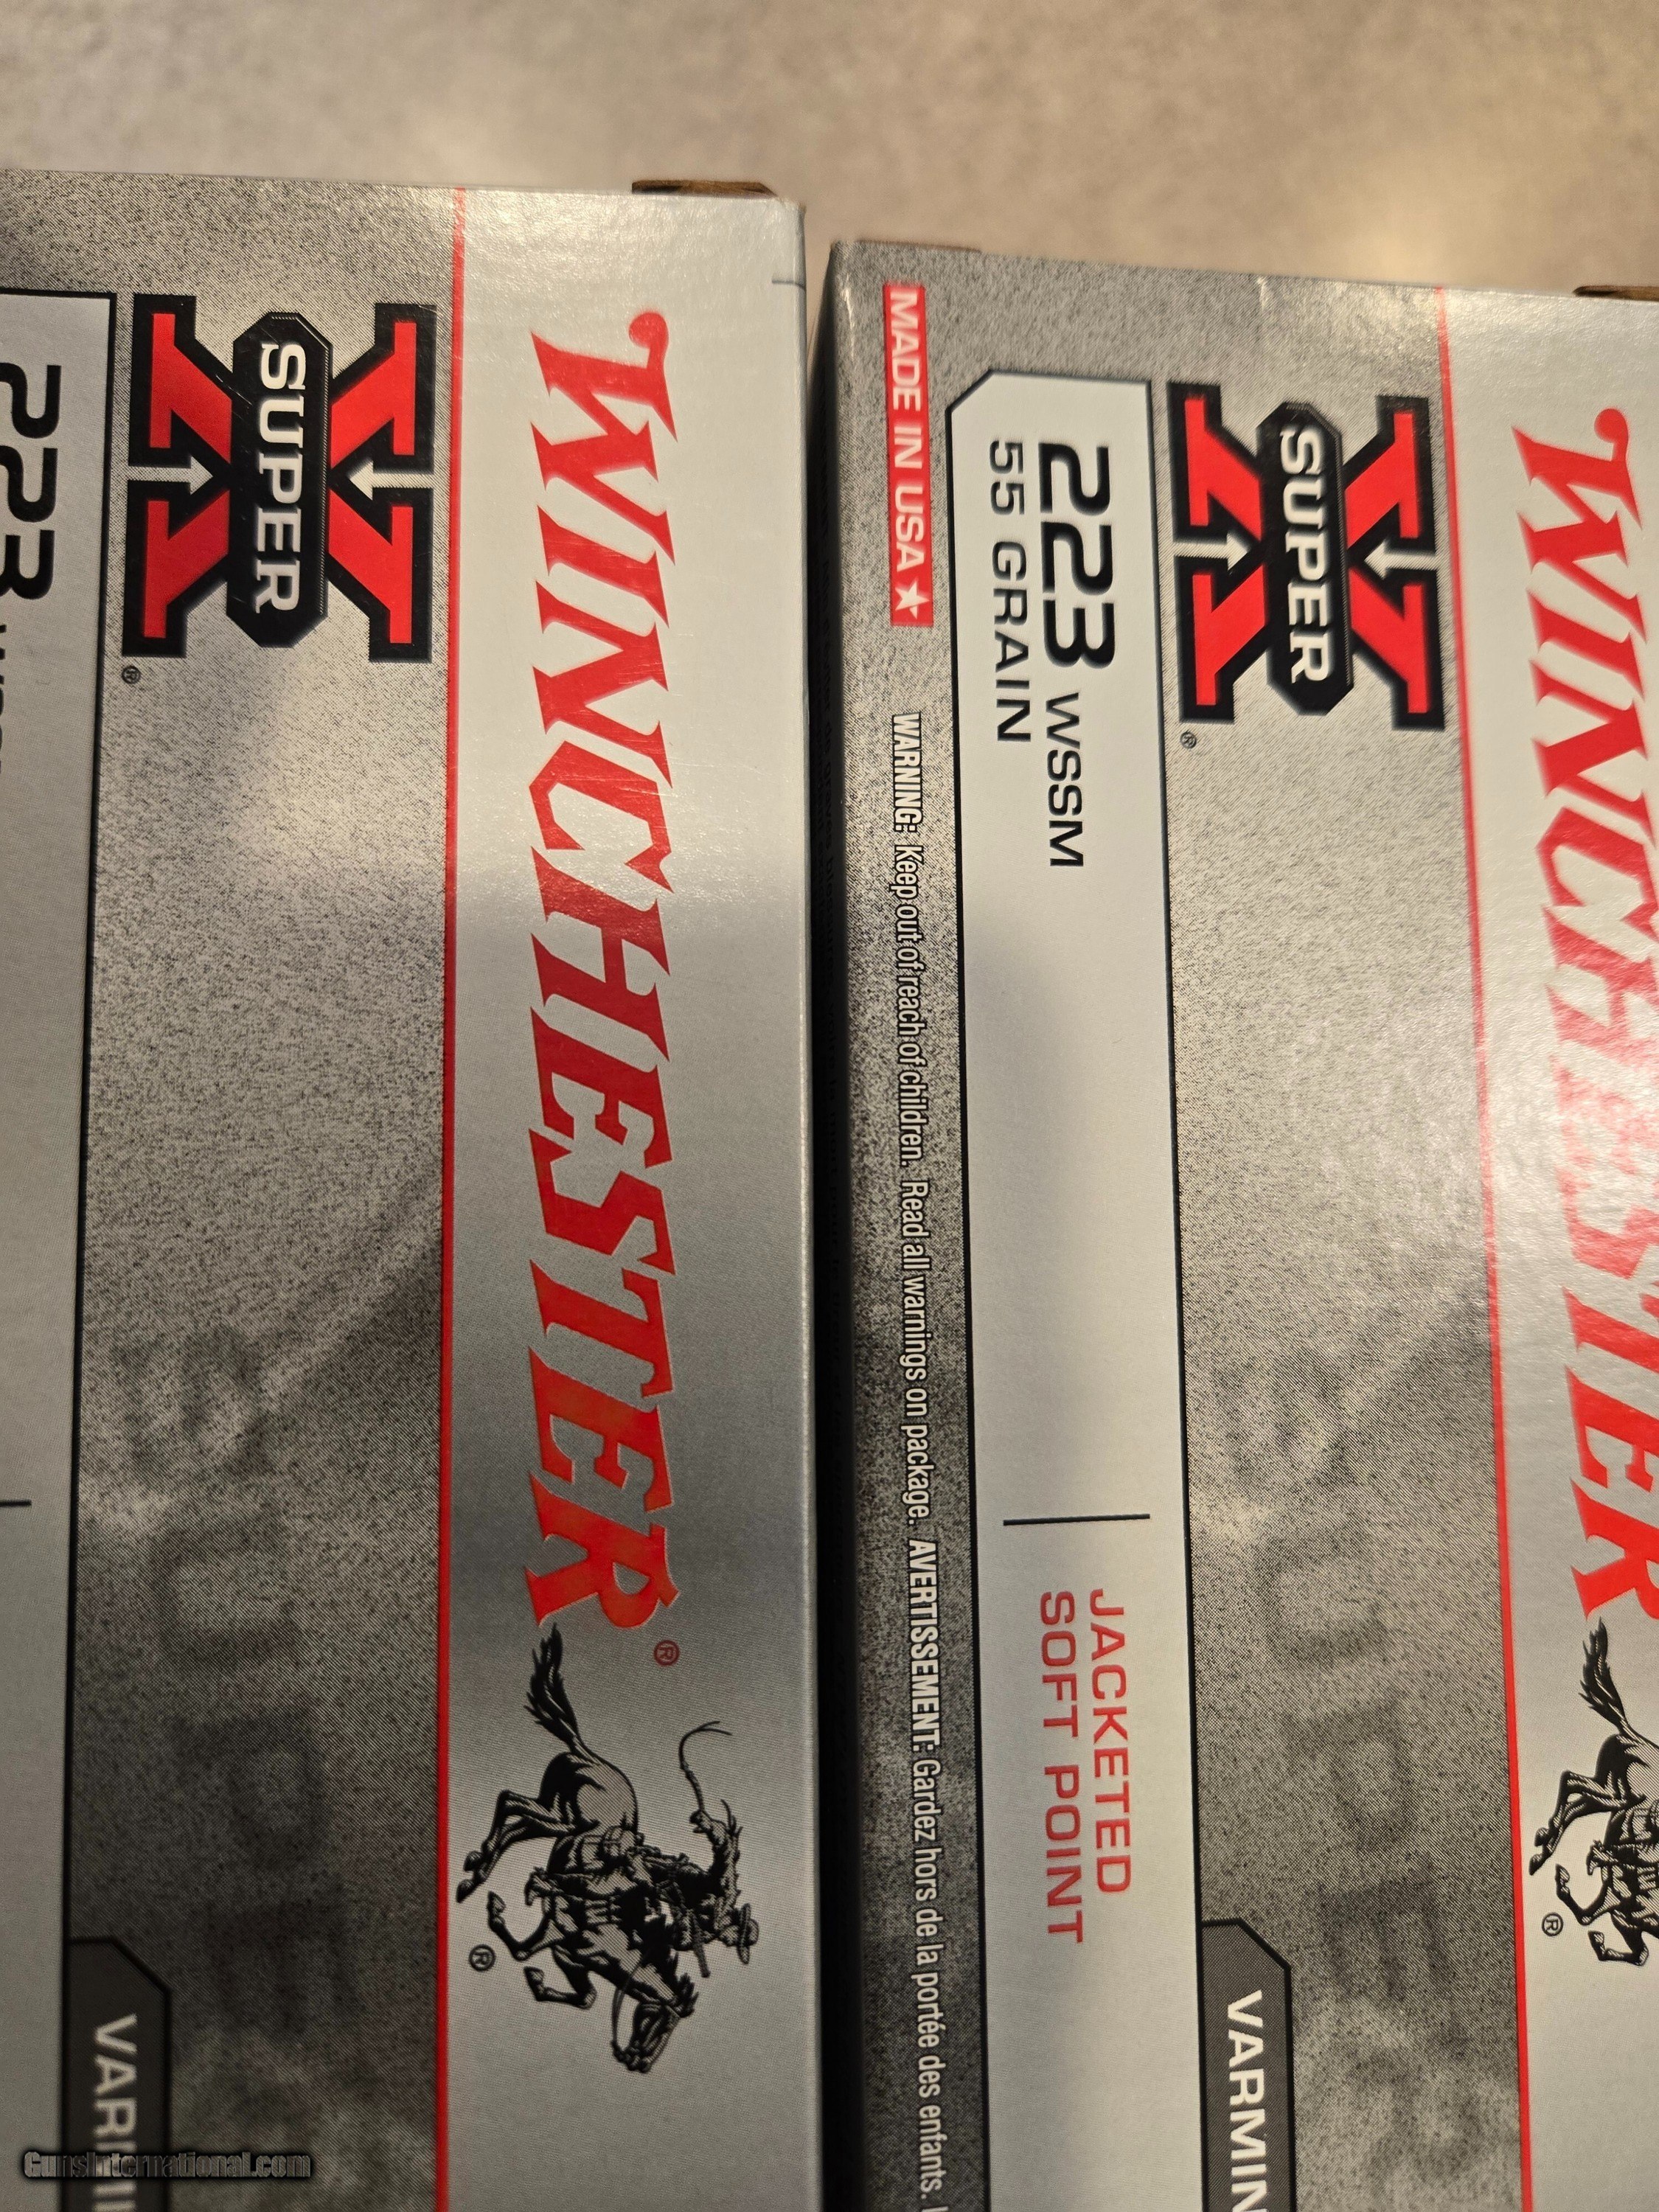 WINCHESTER®
®
SUPER X®
223
VARMI
WINCHESTER
®
SUPER X®
223 WSSM
55 GRAIN
JACKETED
SOFT POINT
VARMIN
MADE IN USA ★
WARNING: Keep out of reach of children. Read all warnings on package. AVERTISSEMENT: Gardez hors de la portée des enfants.
GunsInternational.com